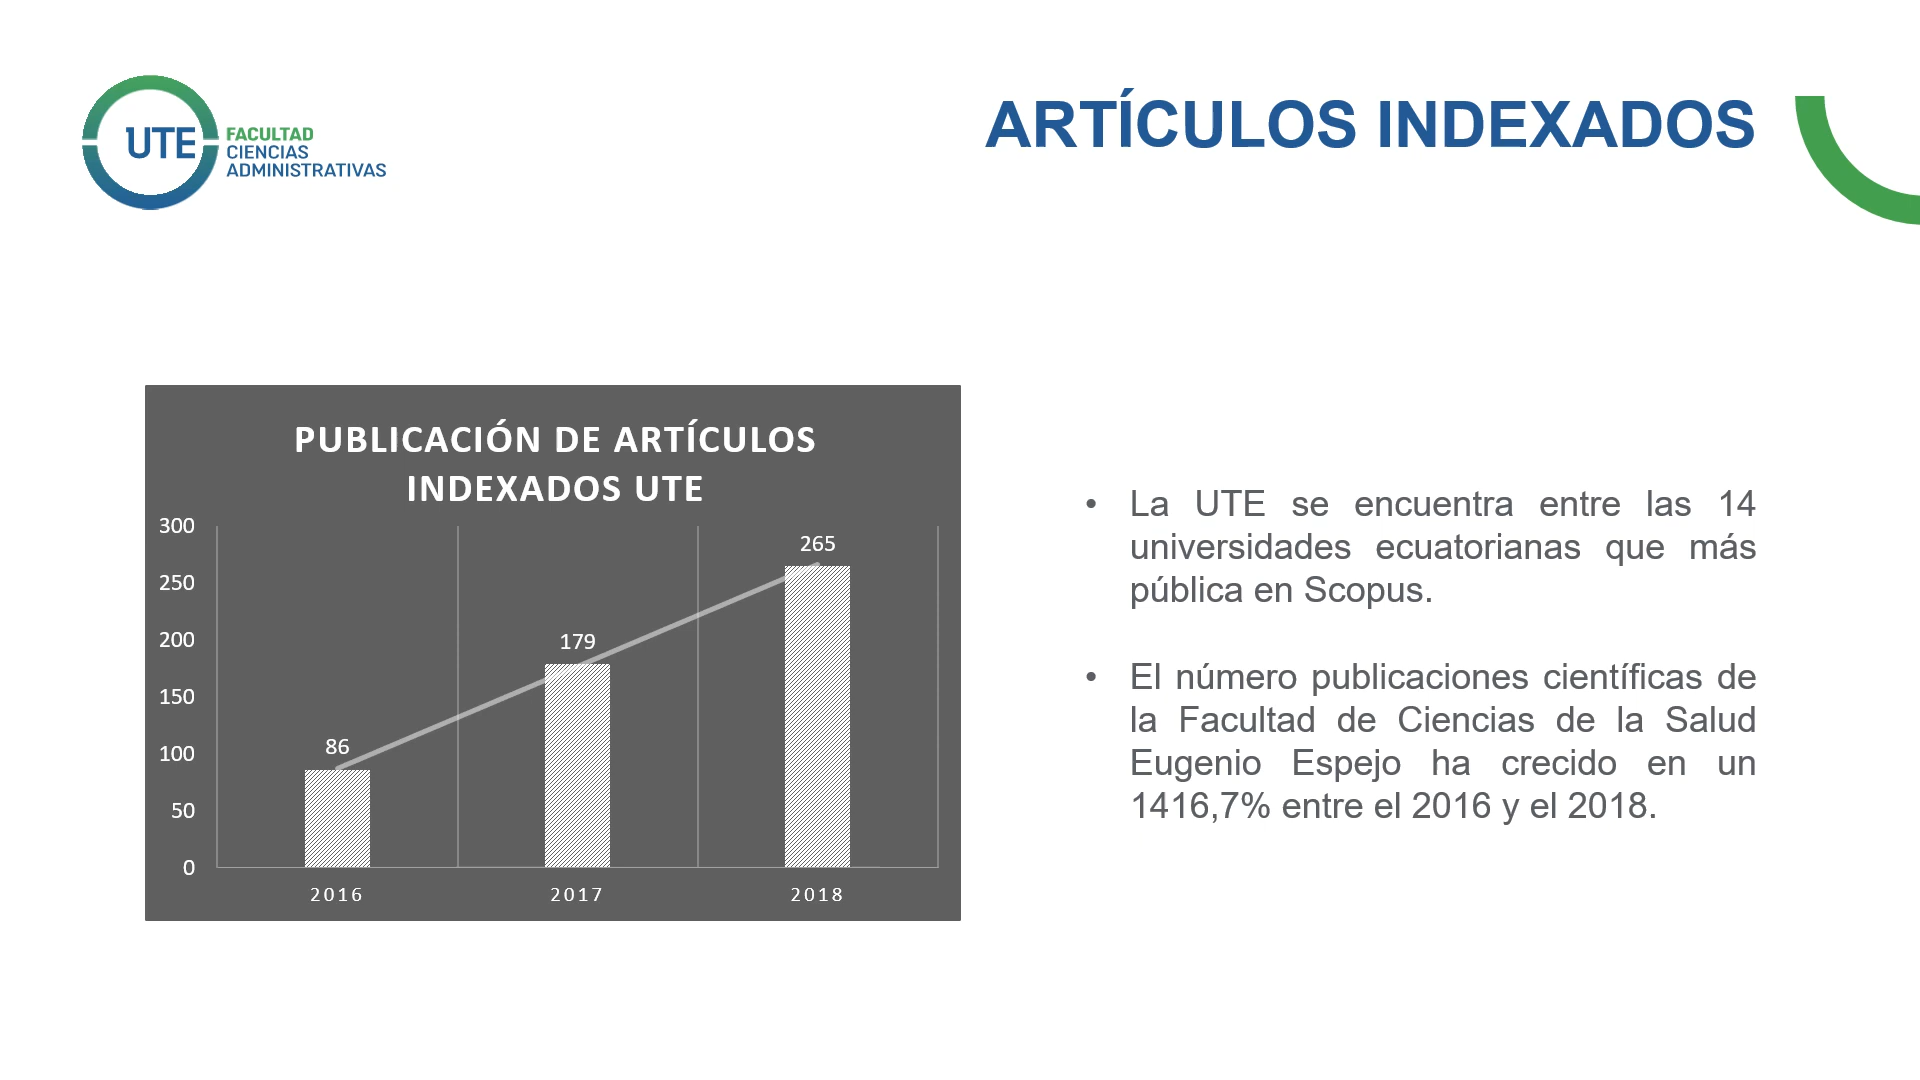 UTE
FACULTAD
CIENCIAS
ADMINISTRATIVAS
ARTÍCULOS INDEXADOS
PUBLICACIÓN DE ARTÍCULOS
INDEXADOS UTE
300
250
200
150
100
50
0
86
179
265
2016
2017
2018
• La UTE se encuentra entre las 14
universidades ecuatorianas que más
pública en Scopus.
• El número publicaciones científicas de
la Facultad de Ciencias de la Salud
Eugenio Espejo ha crecido en un
1416,7% entre el 2016 y el 2018.